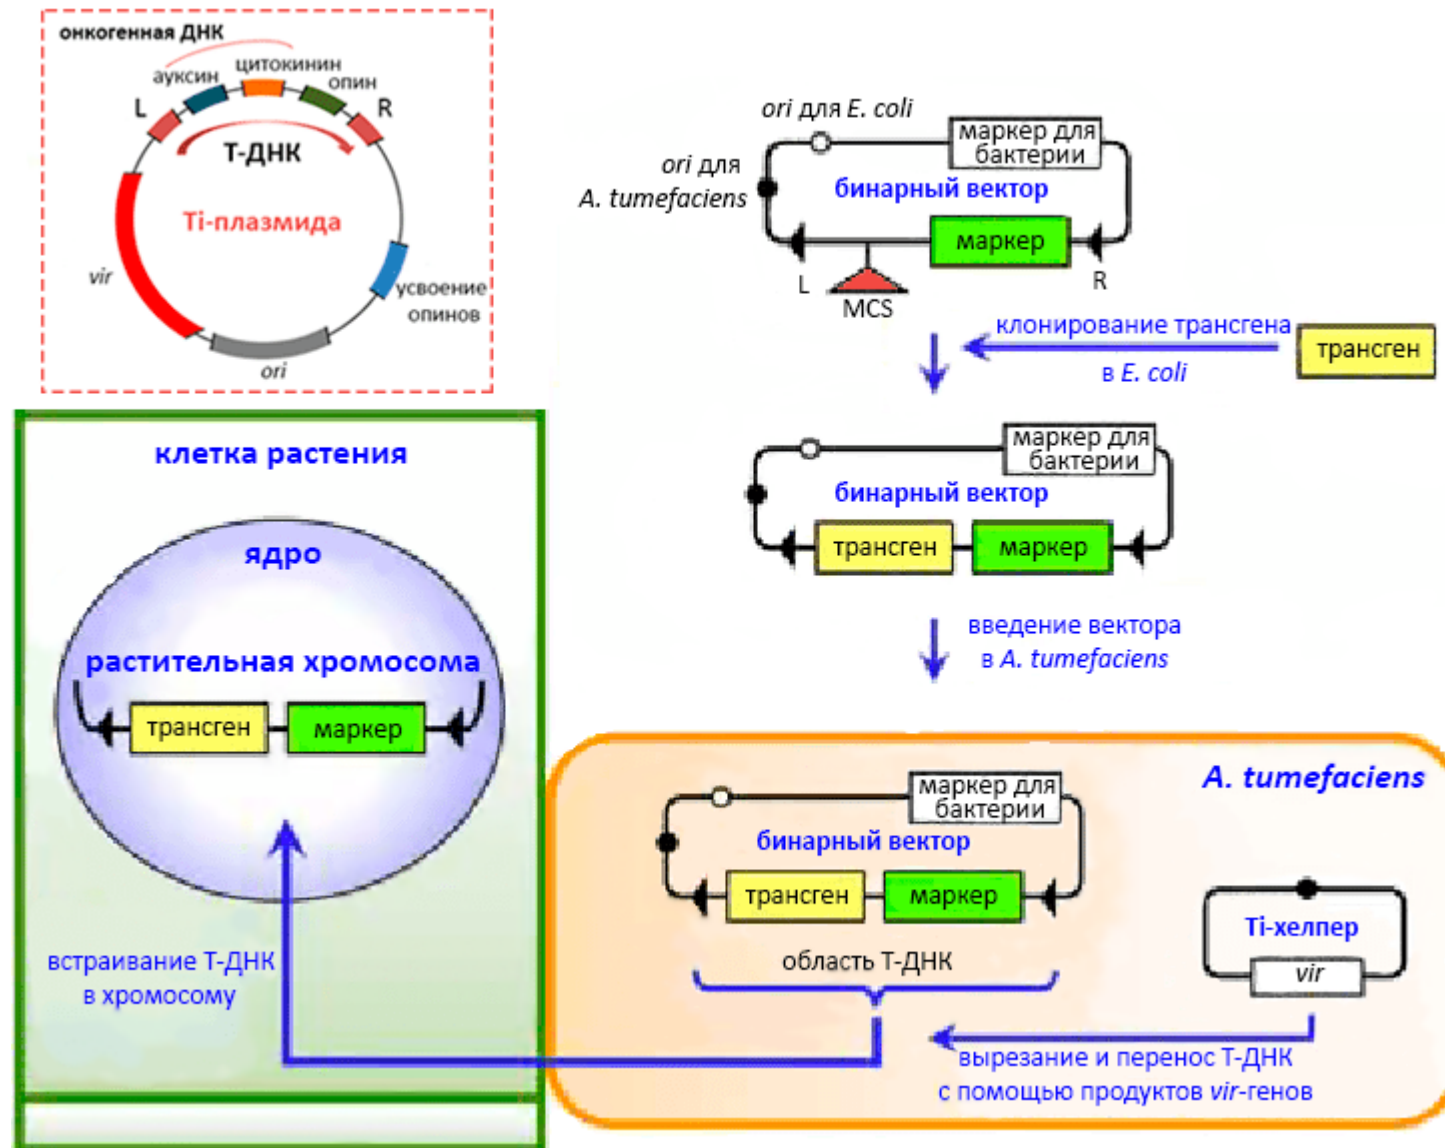 онкогенная ДНК
ауксин
цитокинин
опин
L
R
Т-ДНК
Ti-плазмида
vir
усвоение
опинов
ori
ori для E. coli
маркер для
бактерии
ori для
A. tumefaciens
бинарный вектор
маркер
L
R
MCS
клонирование трансгена
в E. coli
трансген
маркер для
бактерии
бинарный вектор
трансген
маркер
введение вектора
в A. tumefaciens
клетка растения
ядро
растительная хромосома
трансген
маркер
встраивание Т-ДНК
в хромосому
A. tumefaciens
маркер для
бактерии
бинарный вектор
трансген
маркер
область Т-ДНК
Ti-хелпер
vir
вырезание и перенос Т-ДНК
с помощью продуктов vir-генов